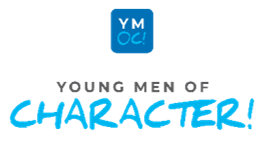 YM
OC!
YOUNG MEN OF
CHARACTER!